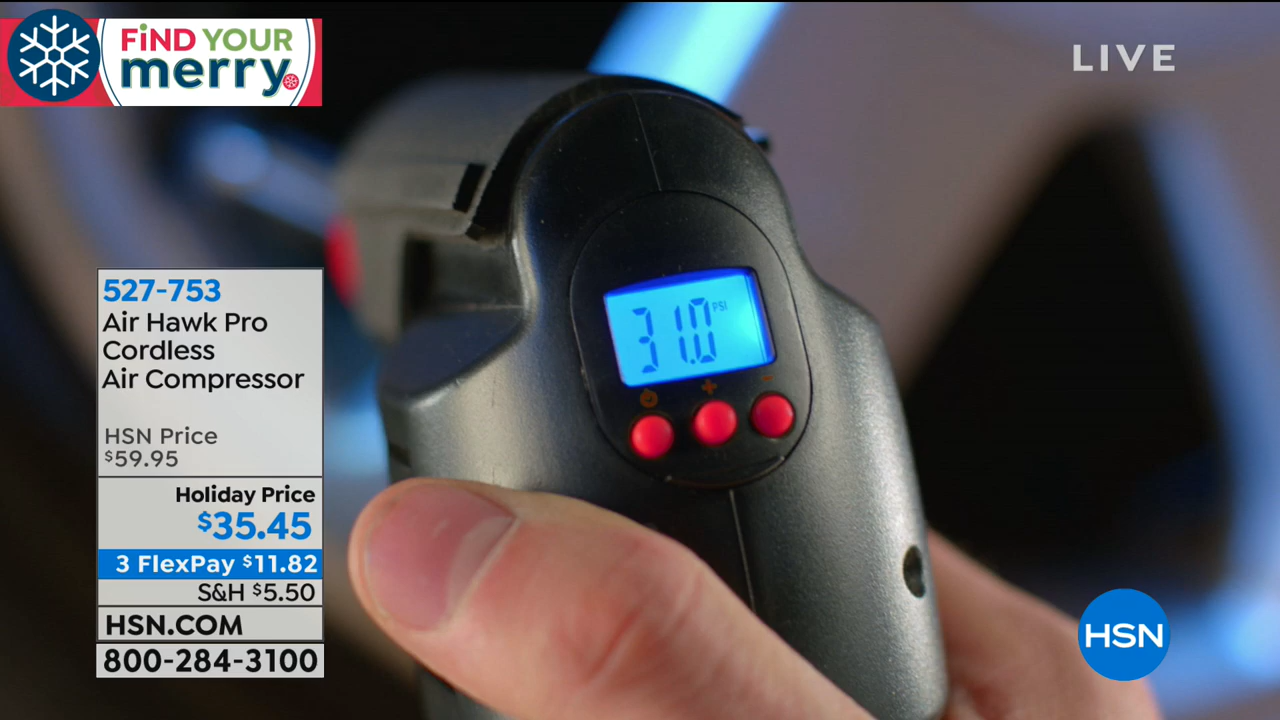 FiND YOUR
merry.
LIVE
527-753
Air Hawk Pro
Cordless
Air Compressor
HSN Price
$59.95
Holiday Price
$35.45
3 FlexPay $11.82
S&H $5.50
HSN.COM
800-284-3100
31.0 PSI
+ -
HSN